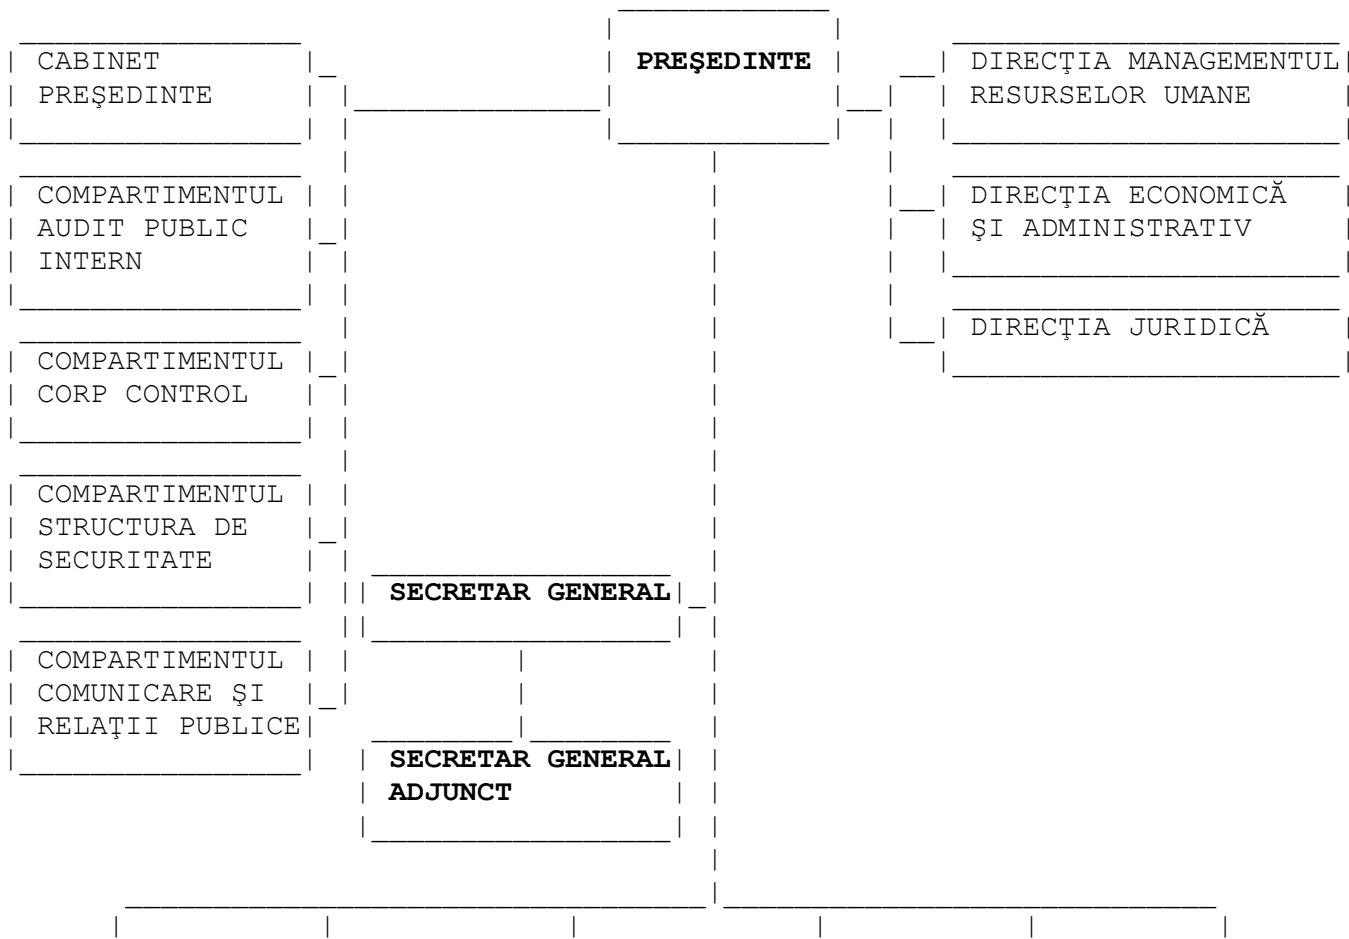 PREŞEDINTE
CABINET
PREŞEDINTE
COMPARTIMENTUL
AUDIT PUBLIC
INTERN
COMPARTIMENTUL
CORP CONTROL
COMPARTIMENTUL
STRUCTURA DE
SECURITATE
COMPARTIMENTUL
COMUNICARE ŞI
RELAŢII PUBLICE
DIRECŢIA MANAGEMENTUL
RESURSELOR UMANE
DIRECŢIA ECONOMICĂ
ŞI ADMINISTRATIV
DIRECŢIA JURIDICĂ
SECRETAR GENERAL
SECRETAR GENERAL
ADJUNCT